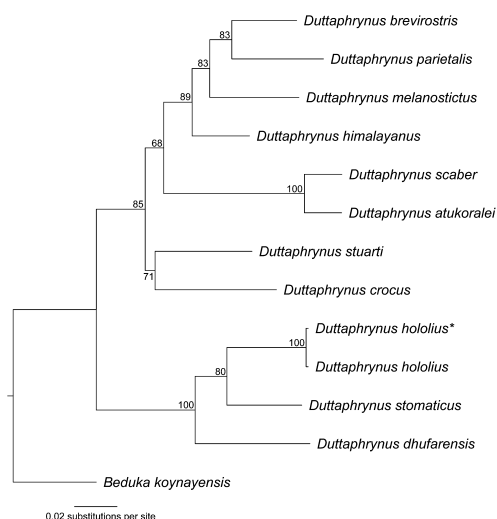 Duttaphrynus brevirostris
83
Duttaphrynus parietalis
83
Duttaphrynus melanostictus
89
Duttaphrynus himalayanus
68
Duttaphrynus scaber
100
Duttaphrynus atukoralei
85
Duttaphrynus stuarti
71
Duttaphrynus crocus
Duttaphrynus hololius*
100
Duttaphrynus hololius
80
Duttaphrynus stomaticus
100
Duttaphrynus dhufarensis
Beduka koynayensis
0.02 substitutions per site